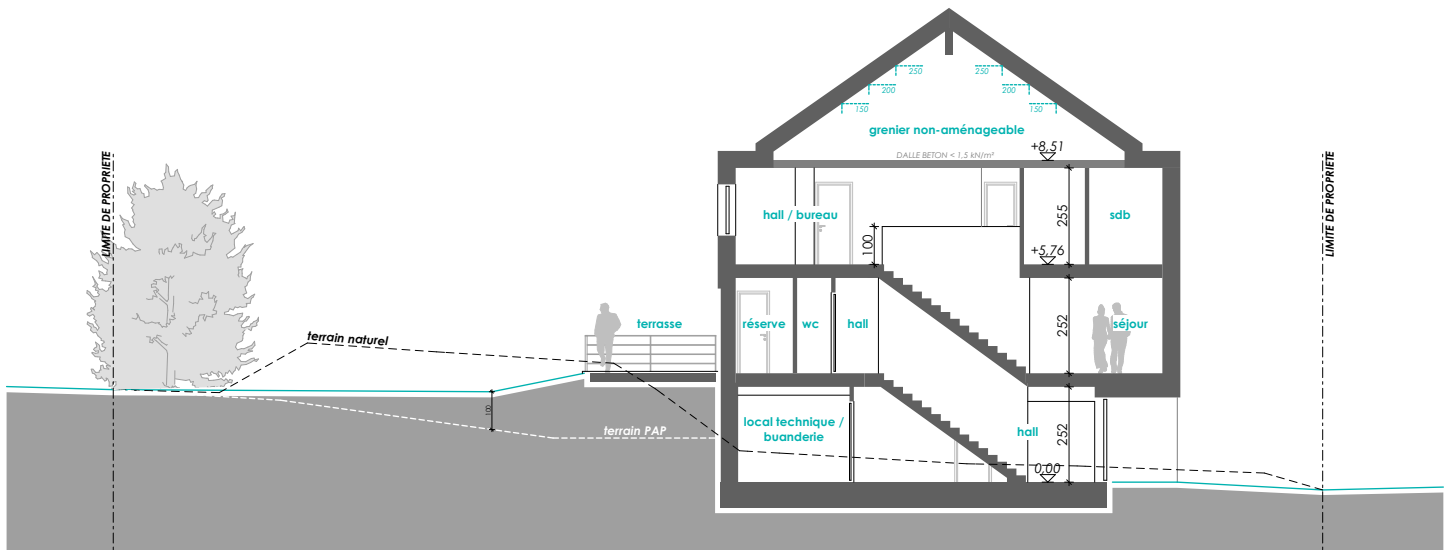 250
250
200
200
150
150
grenier non-aménageable
DALLE BETON < 1,5 kN/m²
+8,51
LIMITE DE PROPRIETE
LIMITE DE PROPRIETE
hall / bureau
255
sdb
100
+5,76
terrain naturel
terrasse
réserve
wc
hall
252
séjour
100
terrain PAP
local technique /
buanderie
hall
252
0,00